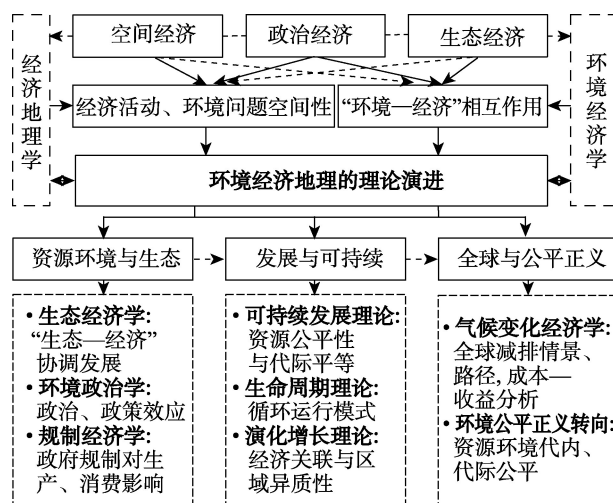 空间经济
政治经济
生态经济
经济地理学
环境经济学
经济活动、环境问题空间性
“环境—经济”相互作用
环境经济地理的理论演进
资源环境与生态
发展与可持续
全球与公平正义
• 生态经济学:
“生态—经济”
协调发展
• 环境政治学:
政治、政策效应
• 规制经济学:
政府规制对生
产、消费影响
• 可持续发展理论:
资源公平性
与代际平等
• 生命周期理论:
循环运行模式
• 演化增长理论:
经济关联与区
域异质性
• 气候变化经济学:
全球减排情景、
路径, 成本—
收益分析
• 环境公平正义转向:
资源环境代内、
代际公平